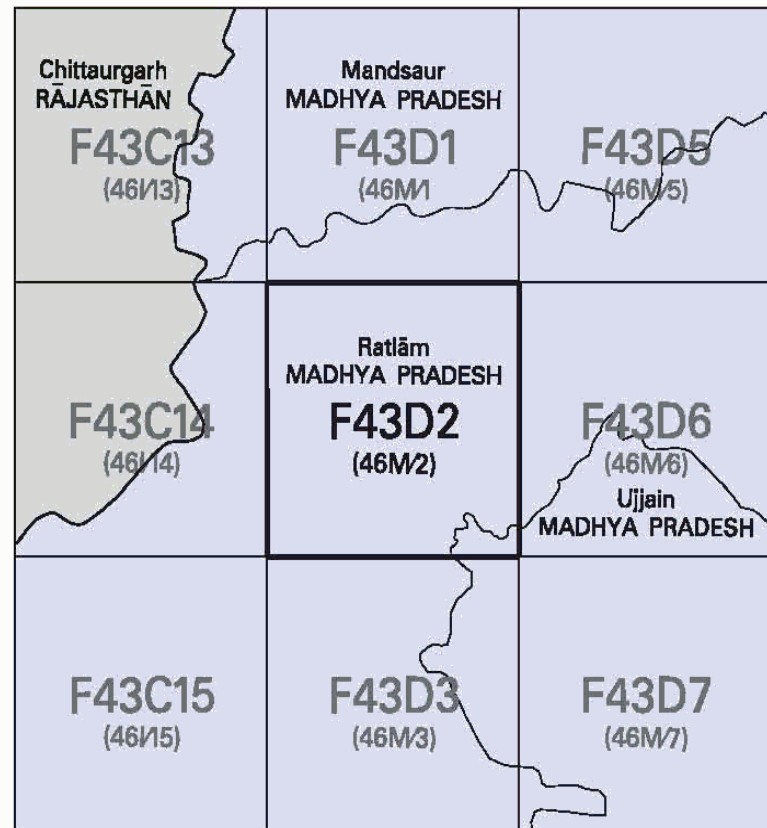 Chittaurgarh
RĀJASTHĀN
F43C13
(46I/13)
Mandsaur
MADHYA PRADESH
F43D1
(46M/1
F43D5
(46M/5)
F43C14
(46I/14)
Ratlām
MADHYA PRADESH
F43D2
(46M/2)
F43D6
(46M/6)
Ujjain
MADHYA PRADESH
F43C15
(46I/15)
F43D3
(46M/3)
F43D7
(46M/7)